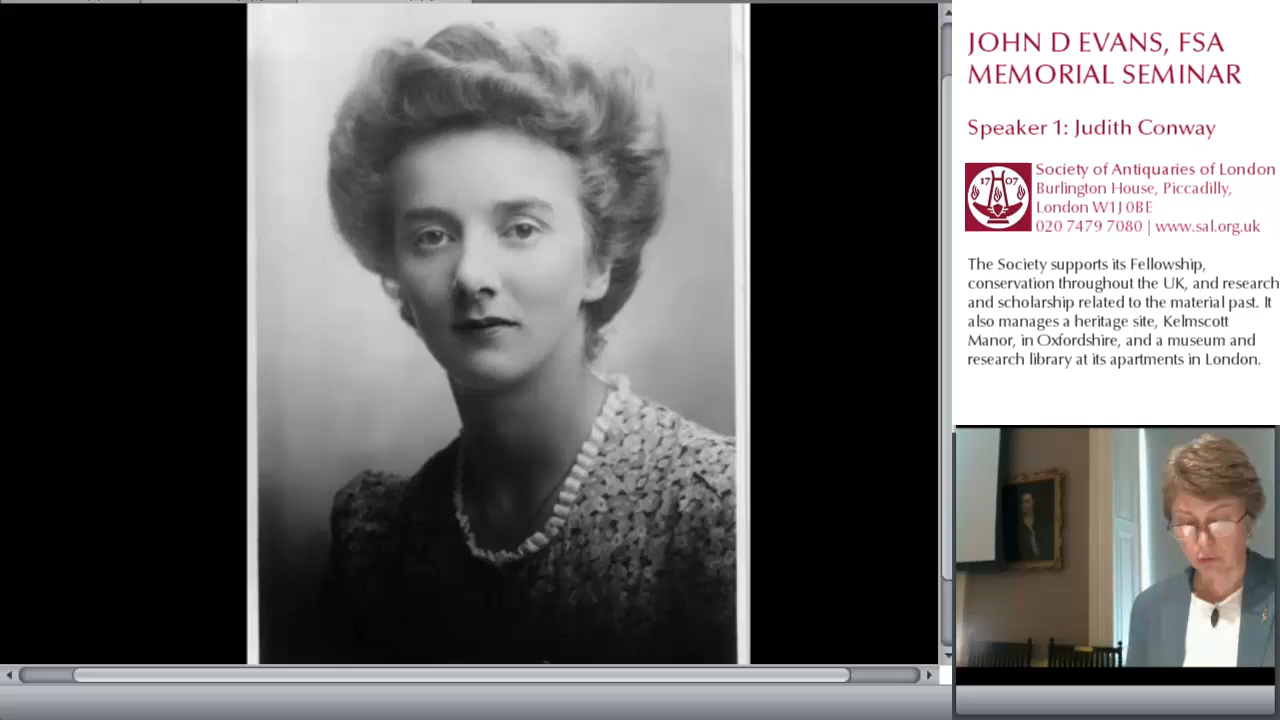 JOHN D EVANS, FSA
MEMORIAL SEMINAR
Speaker 1: Judith Conway
1707
Society of Antiquaries of London
Burlington House, Piccadilly,
London W1J 0BE
020 7479 7080 | www.sal.org.uk
The Society supports its Fellowship,
conservation throughout the UK, and research
and scholarship related to the material past. It
also manages a heritage site, Kelmscott
Manor, in Oxfordshire, and a museum and
research library at its apartments in London.